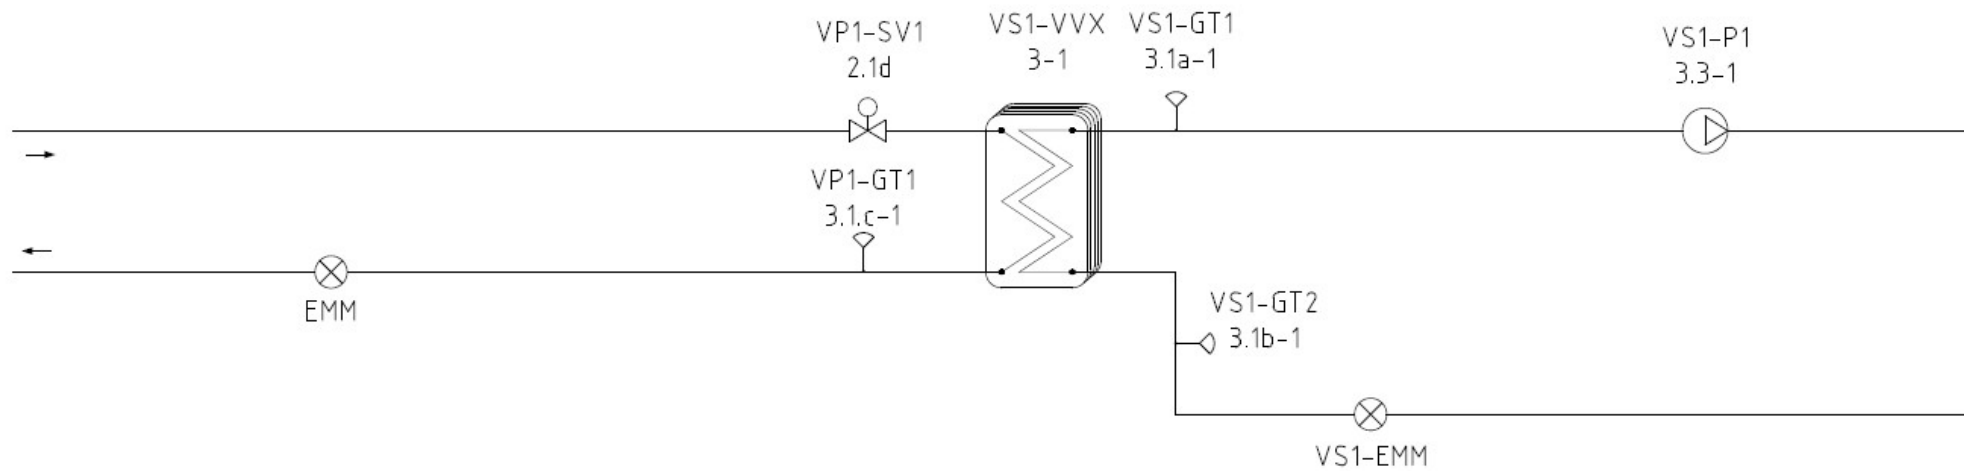 VP1-SV1
2.1d
VS1-VVX
3-1
VS1-GT1
3.1a-1
VS1-P1
3.3-1
VP1-GT1
3.1.c-1
EMM
VS1-GT2
3.1b-1
VS1-EMM